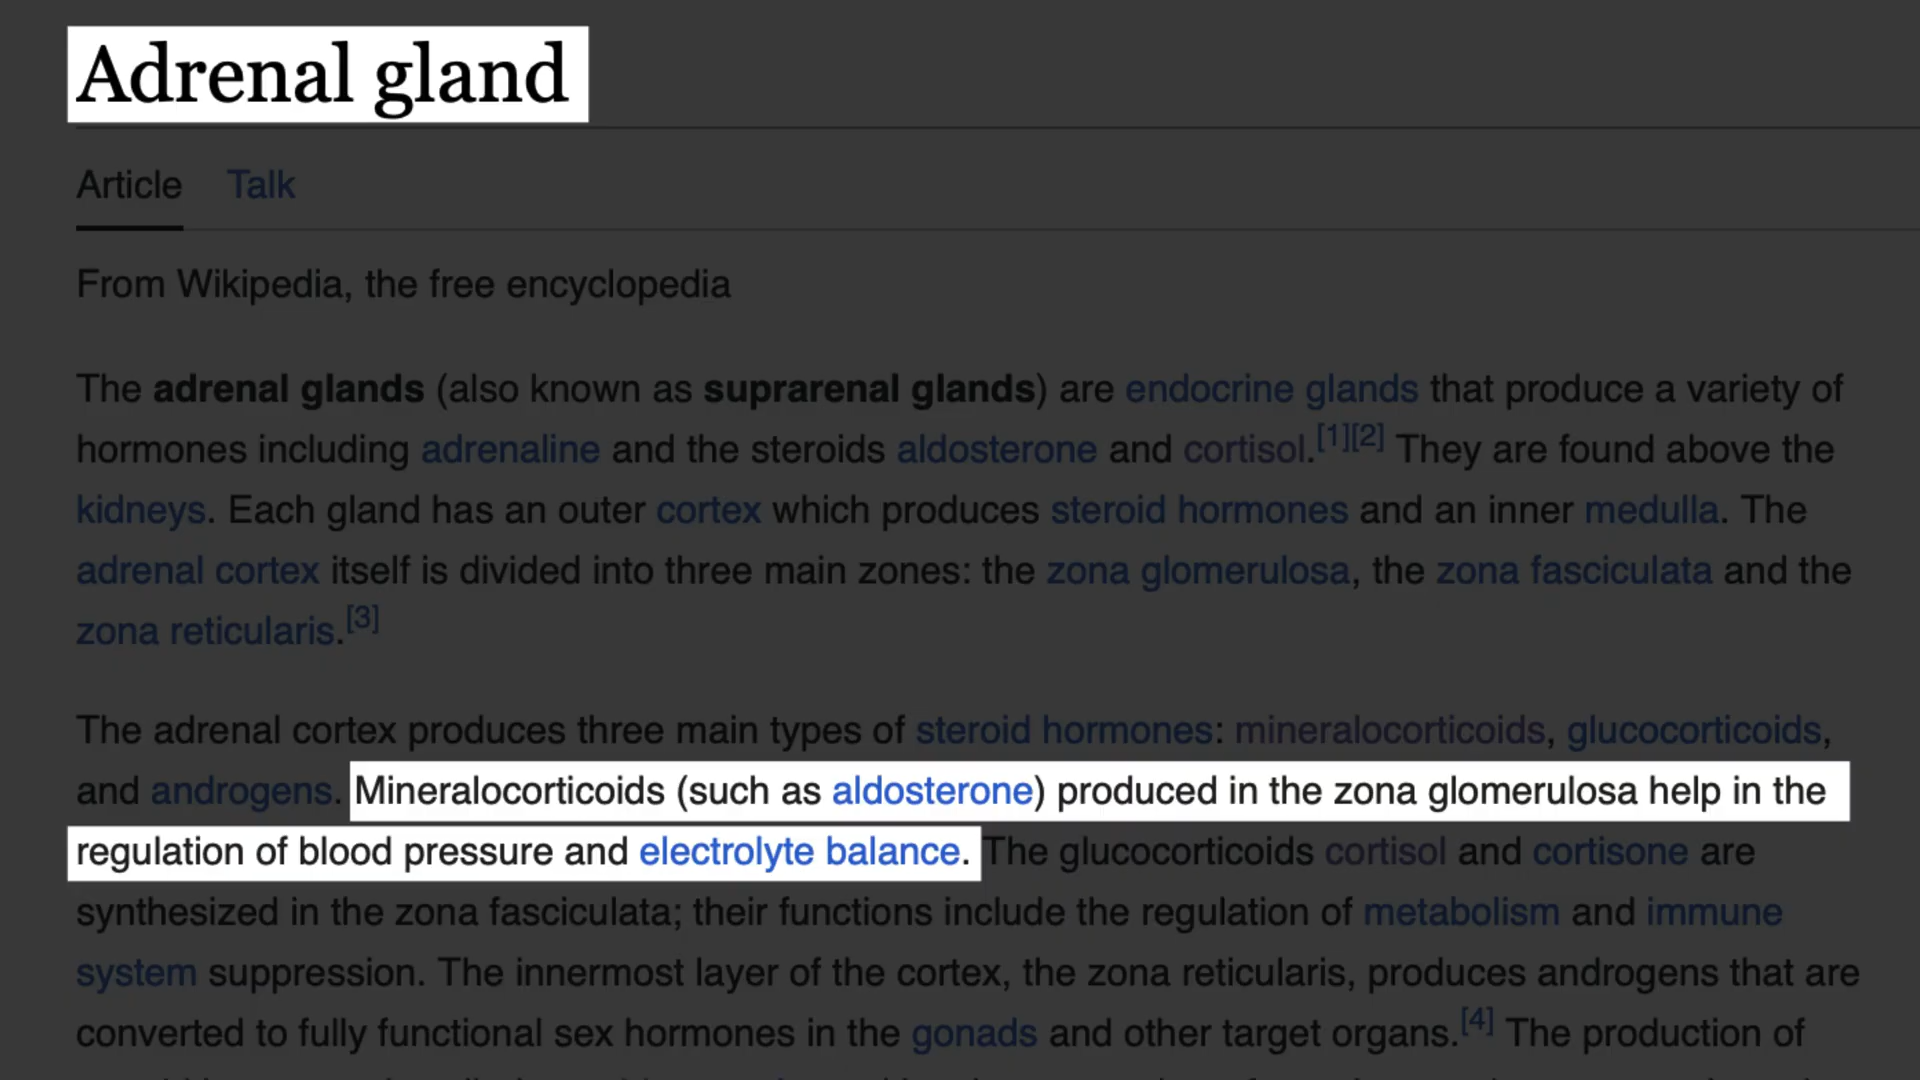 Adrenal gland
Article Talk
From Wikipedia, the free encyclopedia
The adrenal glands (also known as suprarenal glands) are endocrine glands that produce a variety of
hormones including adrenaline and the steroids aldosterone and cortisol.[1][2] They are found above the
kidneys. Each gland has an outer cortex which produces steroid hormones and an inner medulla. The
adrenal cortex itself is divided into three main zones: the zona glomerulosa, the zona fasciculata and the
zona reticularis.[3]
The adrenal cortex produces three main types of steroid hormones: mineralocorticoids, glucocorticoids,
and androgens. Mineralocorticoids (such as aldosterone) produced in the zona glomerulosa help in the
regulation of blood pressure and electrolyte balance. The glucocorticoids cortisol and cortisone are
synthesized in the zona fasciculata; their functions include the regulation of metabolism and immune
system suppression. The innermost layer of the cortex, the zona reticularis, produces androgens that are
converted to fully functional sex hormones in the gonads and other target organs.[4] The production of